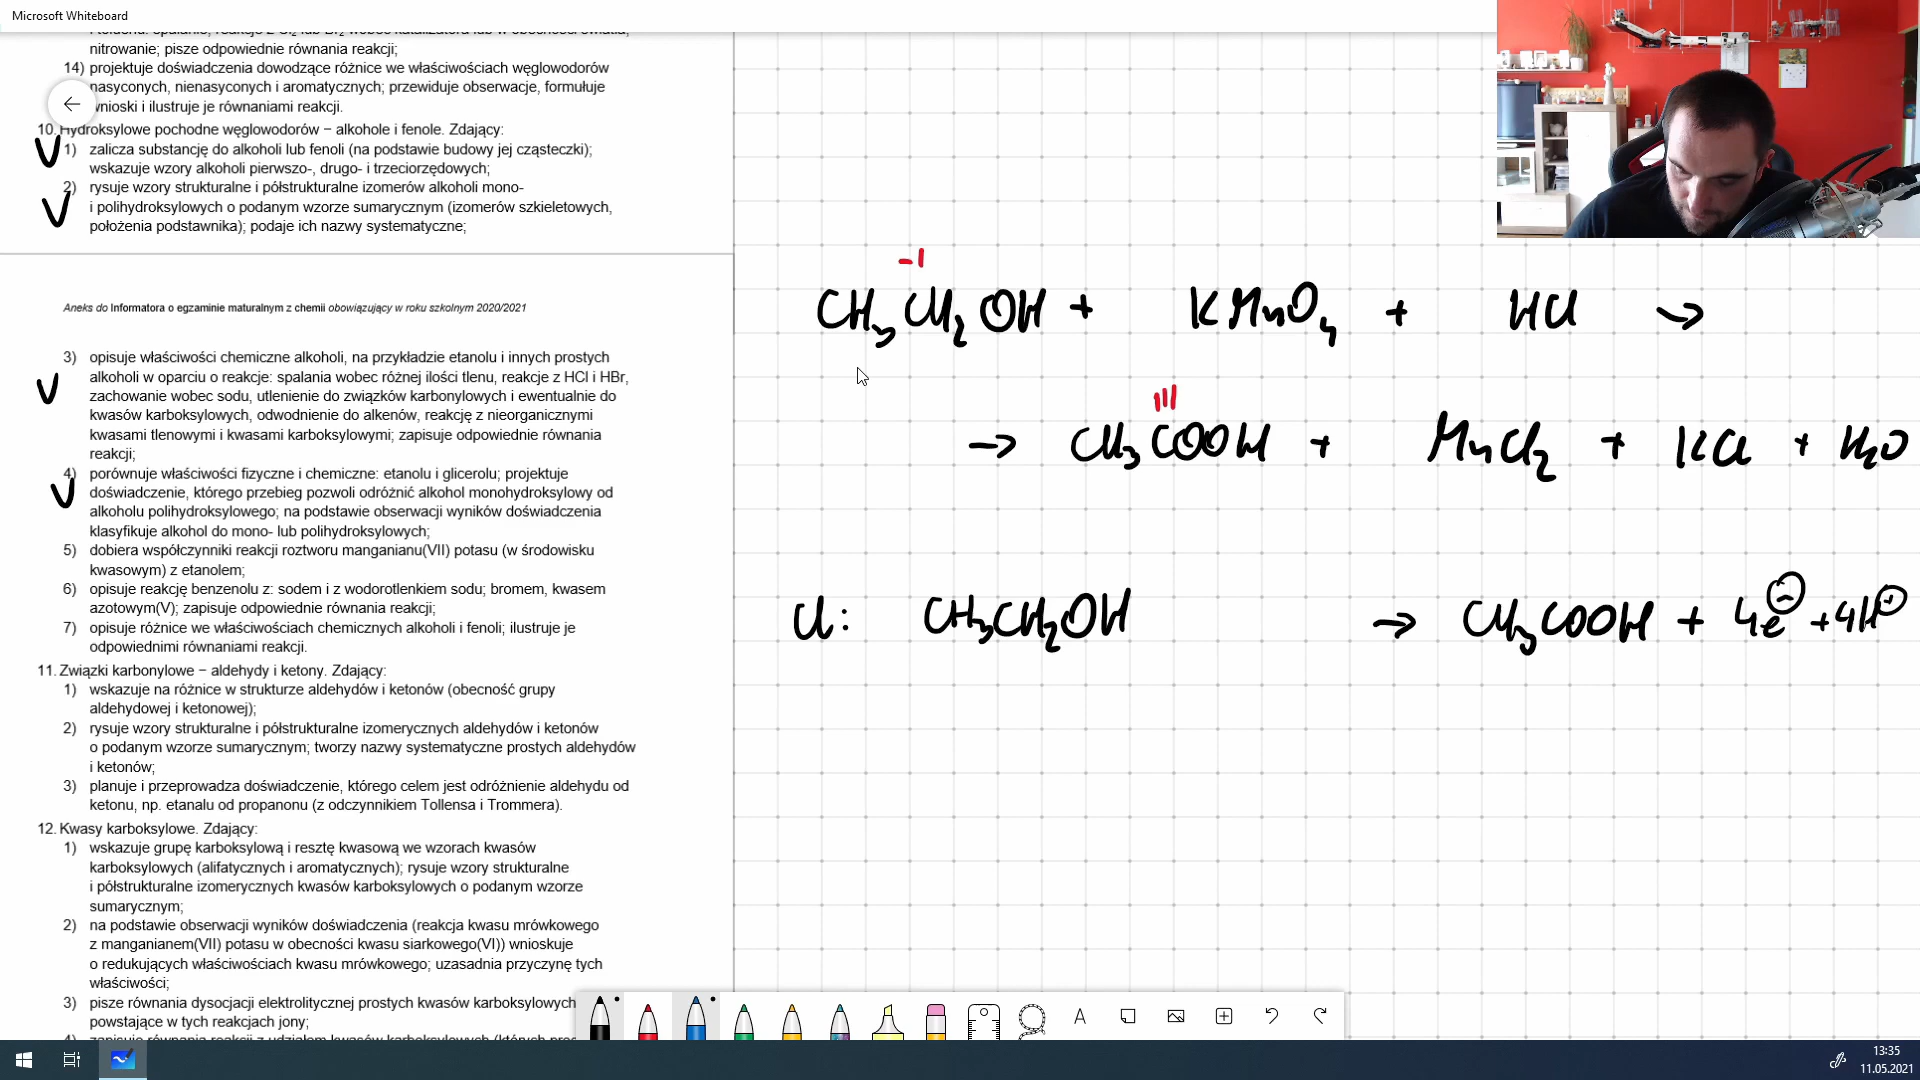 Microsoft Whiteboard
nitrowanie; pisze odpowiednie równania reakcji;
14) projektuje doświadczenia dowodzące różnice we właściwościach węglowodorów
nasyconych, nienasyconych i aromatycznych; przewiduje obserwacje, formułuje
wnioski i ilustruje je równaniami reakcji.
10. Hydroksylowe pochodne węglowodorów − alkohole i fenole. Zdający:
1) zalicza substancję do alkoholi lub fenoli (na podstawie budowy jej cząsteczki);
wskazuje wzory alkoholi pierwszo-, drugo- i trzeciorzędowych;
2) rysuje wzory strukturalne i półstrukturalne izomerów alkoholi mono-
i polihydroksylowych o podanym wzorze sumarycznym (izomerów szkieletowych,
położenia podstawnika); podaje ich nazwy systematyczne;
Aneks do Informatora o egzaminie maturalnym z chemii obowiązujący w roku szkolnym 2020/2021
3) opisuje właściwości chemiczne alkoholi, na przykładzie etanolu i innych prostych
alkoholi w oparciu o reakcje: spalania wobec różnej ilości tlenu, reakcje z HCl i HBr,
zachowanie wobec sodu, utlenienie do związków karbonylowych i ewentualnie do
kwasów karboksylowych, odwodnienie do alkenów, reakcję z nieorganicznymi
kwasami tlenowymi i kwasami karboksylowymi; zapisuje odpowiednie równania
reakcji;
4) porównuje właściwości fizyczne i chemiczne: etanolu i glicerolu; projektuje
doświadczenie, którego przebieg pozwoli odróżnić alkohol monohydroksylowy od
alkoholu polihydroksylowego; na podstawie obserwacji wyników doświadczenia
klasyfikuje alkohol do mono- lub polihydroksylowych;
5) dobiera współczynniki reakcji roztworu manganianu(VII) potasu (w środowisku
kwasowym) z etanolem;
6) opisuje reakcję benzenolu z: sodem i z wodorotlenkiem sodu; bromem, kwasem
azotowym(V); zapisuje odpowiednie równania reakcji;
7) opisuje różnice we właściwościach chemicznych alkoholi i fenoli; ilustruje je
odpowiednimi równaniami reakcji.
11. Związki karbonylowe − aldehydy i ketony. Zdający:
1) wskazuje na różnice w strukturze aldehydów i ketonów (obecność grupy
aldehydowej i ketonowej);
2) rysuje wzory strukturalne i półstrukturalne izomerycznych aldehydów i ketonów
o podanym wzorze sumarycznym; tworzy nazwy systematyczne prostych aldehydów
i ketonów;
3) planuje i przeprowadza doświadczenie, którego celem jest odróżnienie aldehydu od
ketonu, np. etanalu od propanonu (z odczynnikiem Tollensa i Trommera).
12. Kwasy karboksylowe. Zdający:
1) wskazuje grupę karboksylową i resztę kwasową we wzorach kwasów
karboksylowych (alifatycznych i aromatycznych); rysuje wzory strukturalne
i półstrukturalne izomerycznych kwasów karboksylowych o podanym wzorze
sumarycznym;
2) na podstawie obserwacji wyników doświadczenia (reakcja kwasu mrówkowego
z manganianem(VII) potasu w obecności kwasu siarkowego(VI)) wnioskuje
o redukujących właściwościach kwasu mrówkowego; uzasadnia przyczynę tych
właściwości;
3) pisze równania dysocjacji elektrolitycznej prostych kwasów karboksylowych
powstające w tych reakcjach jony;
-I
CH₃CH₂OH + KMnO₄ + HCl →
III
→ CH₃COOH + MnCl₂ + KCl + H₂O
U: CH₃CH₂OH → CH₃COOH + 4e⊖ + 4H⊕
A
13:35
11.05.2021